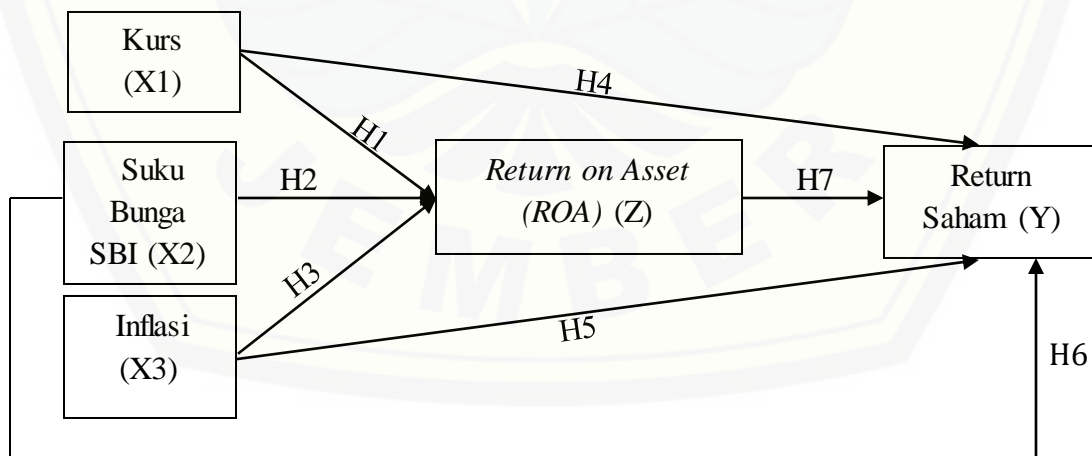 Kurs
(X1)
H4
H1
Suku
Bunga
SBI (X2)
H2
Return on Asset
(ROA) (Z)
H7
Return
Saham (Y)
H3
Inflasi
(X3)
H5
H6
JEMBER